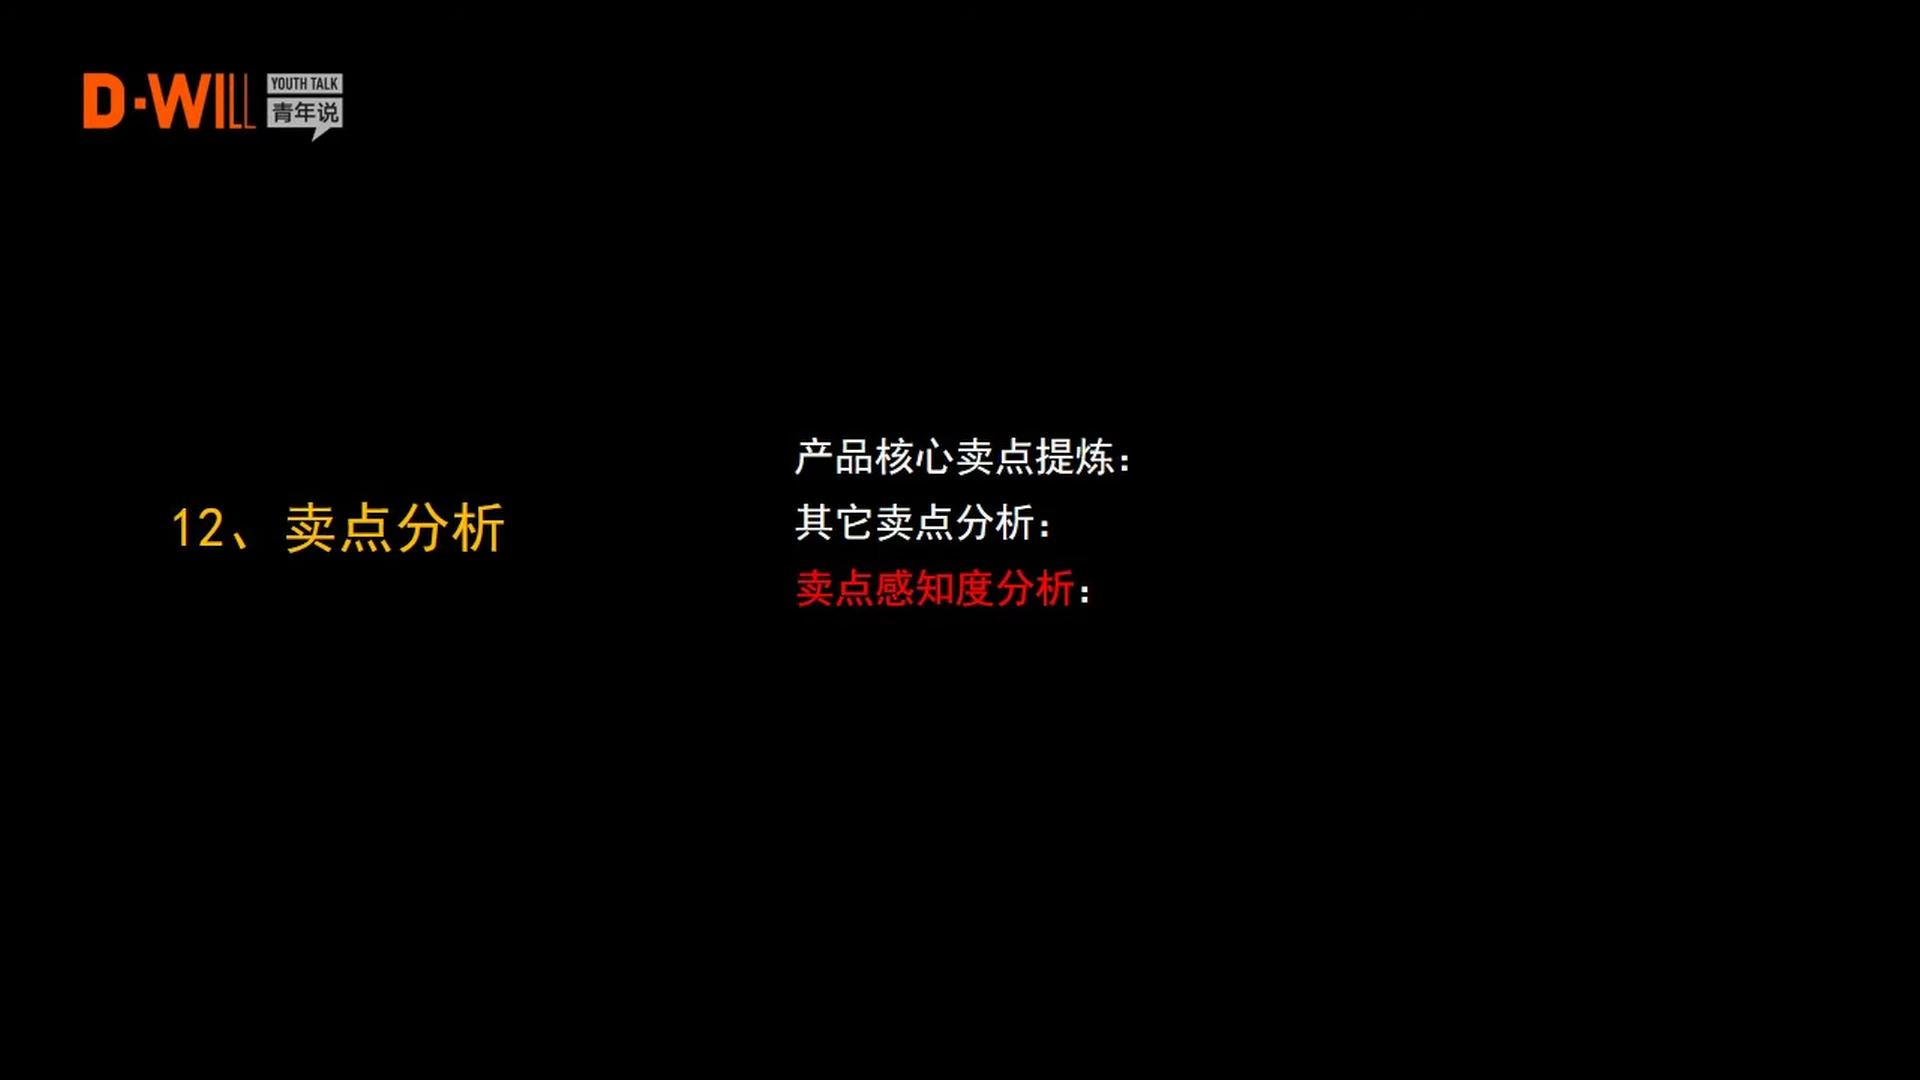 D·WILL
YOUTH TALK
青年说
12、卖点分析
产品核心卖点提炼：
其它卖点分析：
卖点感知度分析：